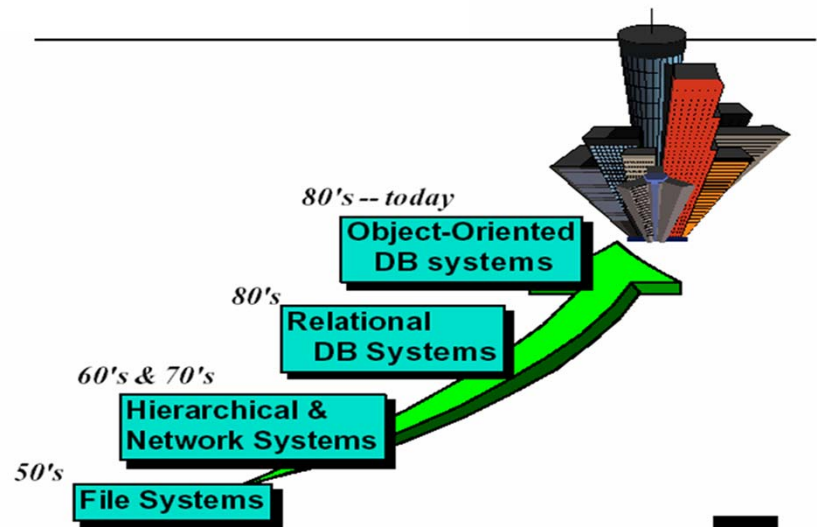 80's -- today
Object-Oriented
DB systems
80's
Relational
DB Systems
60's & 70's
Hierarchical &
Network Systems
50's
File Systems